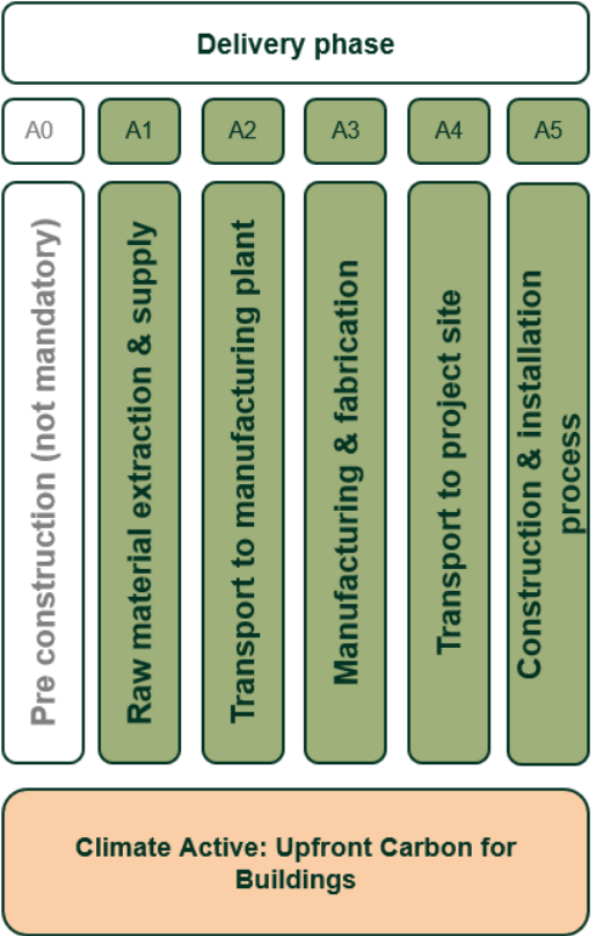 Delivery phase
A0
A1
A2
A3
A4
A5
Pre construction (not mandatory)
Raw material extraction & supply
Transport to manufacturing plant
Manufacturing & fabrication
Transport to project site
Construction & installation
process
Climate Active: Upfront Carbon for
Buildings